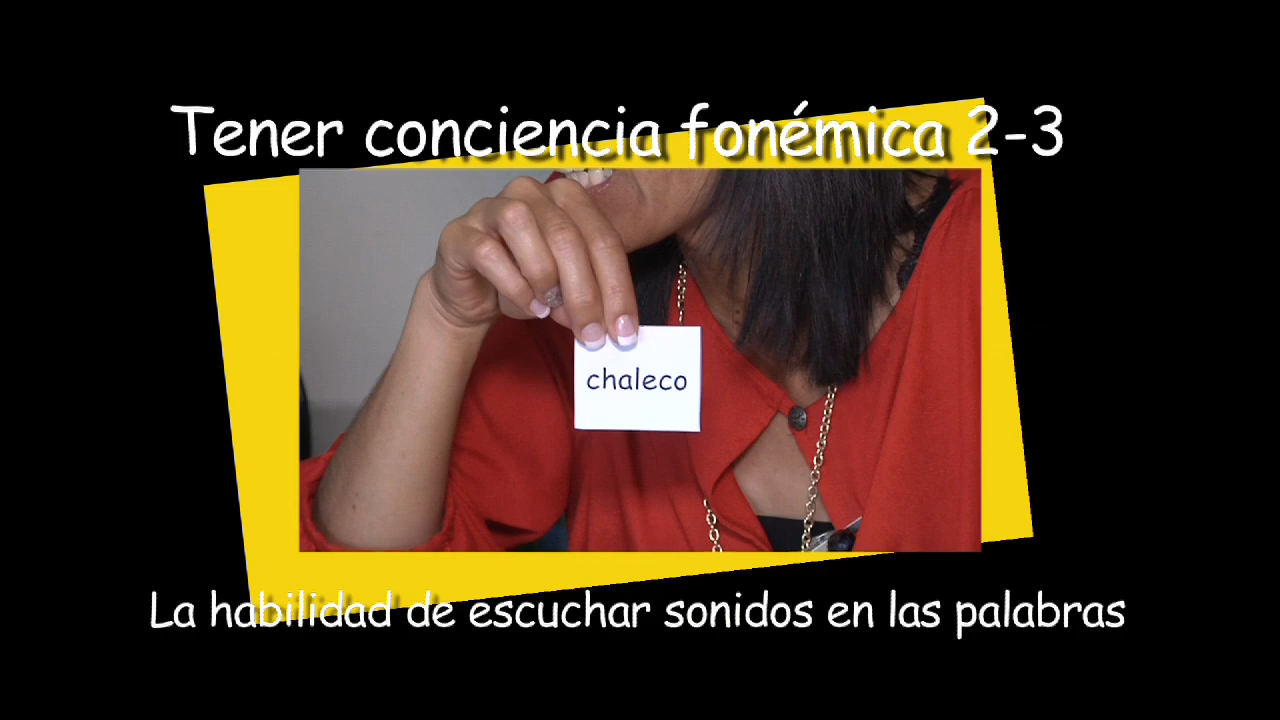 Tener conciencia fonémica 2-3
chaleco
La habilidad de escuchar sonidos en las palabras